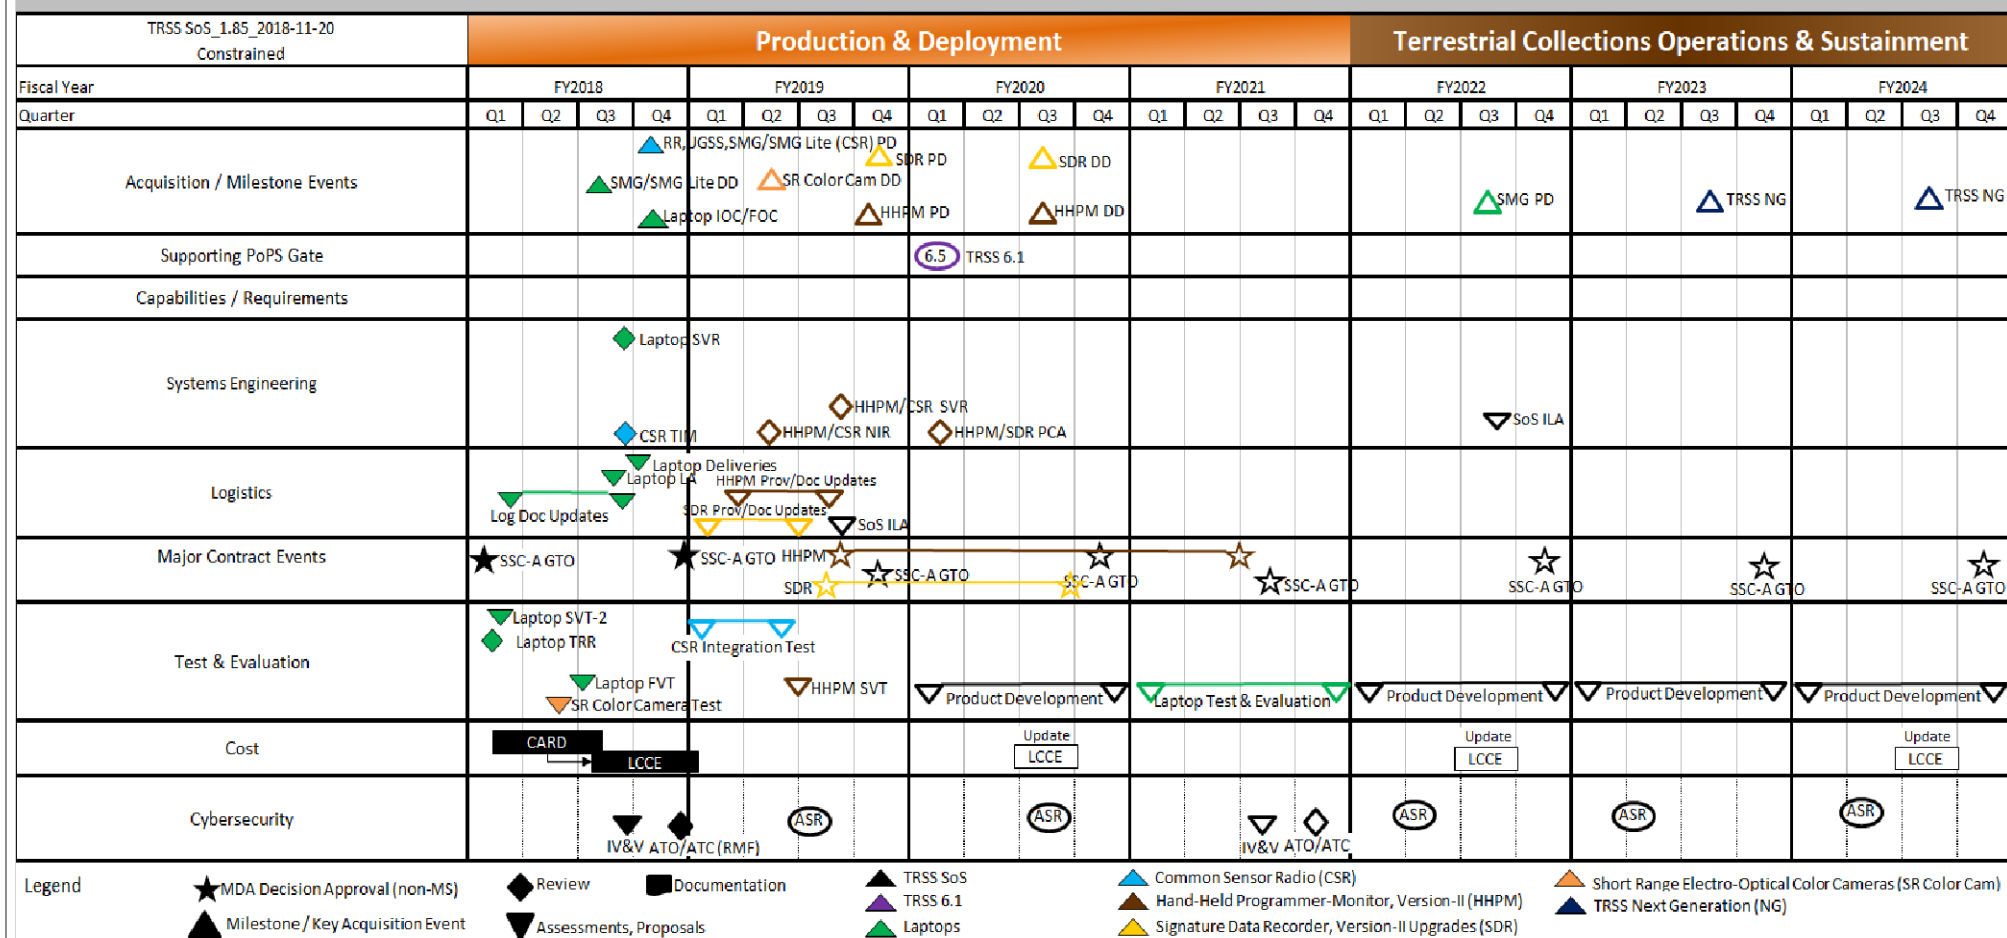 TRSS SoS_1.85_2018-11-20
Constrained
Production & Deployment
Terrestrial Collections Operations & Sustainment
Fiscal Year
FY2018
FY2019
FY2020
FY2021
FY2022
FY2023
FY2024
Quarter
Q1 Q2 Q3 Q4 Q1 Q2 Q3 Q4 Q1 Q2 Q3 Q4 Q1 Q2 Q3 Q4 Q1 Q2 Q3 Q4 Q1 Q2 Q3 Q4 Q1 Q2 Q3 Q4
Acquisition / Milestone Events
RR,UGSS,SMG/SMG Lite (CSR) PD
SDR PD
SDR DD
SMG/SMG Lite DD
SR Color Cam DD
Laptop IOC/FOC
HHPM PD
HHPM DD
SMG PD
TRSS NG
TRSS NG
Supporting PoPS Gate
6.5
TRSS 6.1
Capabilities / Requirements
Systems Engineering
Laptop SVR
HHPM/CSR SVR
CSR TIM
HHPM/CSR NIR
HHPM/SDR PCA
SoS ILA
Logistics
Laptop Deliveries
Laptop LA
HHPM Prov/Doc Updates
Log Doc Updates
SDR Prov/Doc Updates
SoS ILA
Major Contract Events
SSC-A GTO
SSC-A GTO
HHPM
SSC-A GTO
SDR
SSC-A GTO
SSC-A GTO
SSC-A GTO
SSC-A GTO
SSC-A GTO
Test & Evaluation
Laptop SVT-2
Laptop TRR
CSR Integration Test
Laptop FVT
SR Color Camera Test
HHPM SVT
Product Development
Laptop Test & Evaluation
Product Development
Product Development
Product Development
Cost
CARD
LCCE
Update
LCCE
Update
LCCE
Update
LCCE
Cybersecurity
IV&V
ATO/ATC (RMF)
ASR
ASR
IV&V
ATO/ATC
ASR
ASR
ASR
Legend
MDA Decision Approval (non-MS)
Milestone / Key Acquisition Event
Review
Assessments, Proposals
Documentation
TRSS SoS
TRSS 6.1
Laptops
Common Sensor Radio (CSR)
Hand-Held Programmer-Monitor, Version-II (HHPM)
Signature Data Recorder, Version-II Upgrades (SDR)
Short Range Electro-Optical Color Cameras (SR Color Cam)
TRSS Next Generation (NG)